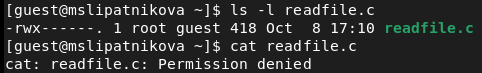 [guest@mslipatnikova ~]$ ls -l readfile.c
-rwx------. 1 root guest 418 Oct  8 17:10 readfile.c
[guest@mslipatnikova ~]$ cat readfile.c
cat: readfile.c: Permission denied